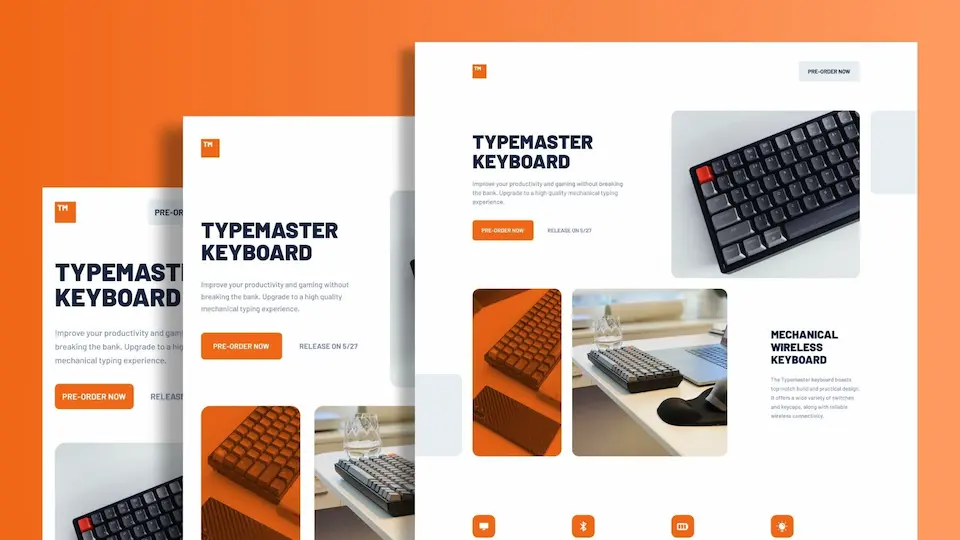 TM
PRE-OR
TYPEMAST
KEYBOARD
Improve your productivity and gam
breaking the bank. Upgrade to a hig
mechanical typing experience.
PRE-ORDER NOW
RELEAS
TM
TYPEMASTER
KEYBOARD
Improve your productivity and gaming without
breaking the bank. Upgrade to a high quality
mechanical typing experience.
PRE-ORDER NOW
RELEASE ON 5/27
TM
PRE-ORDER NOW
TYPEMASTER
KEYBOARD
Improve your productivity and gaming without breaking
the bank. Upgrade to a high quality mechanical typing
experience.
PRE-ORDER NOW
RELEASE ON 5/27
MECHANICAL
WIRELESS
KEYBOARD
The Typemaster keyboard boasts
top-notch build and practical design.
It offers a wide variety of switches
and keycaps, along with reliable
wireless connectivity.